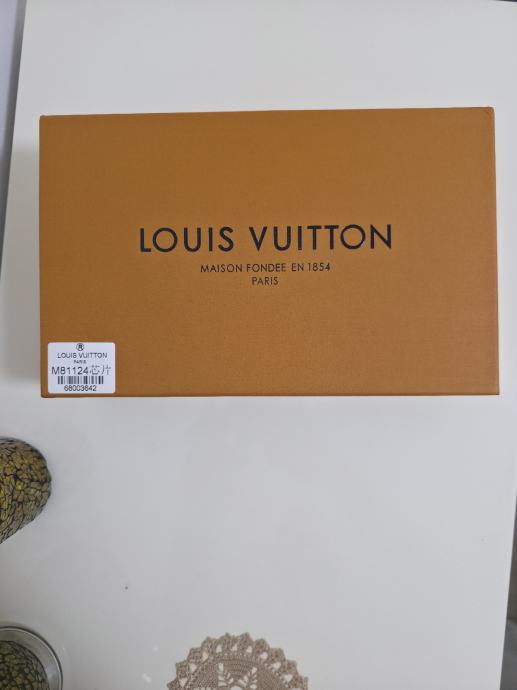 LOUIS VUITTON
MAISON FONDEE EN 1854
PARIS
®
LOUIS VUITTON
PARIS
M81124芯片
68003642